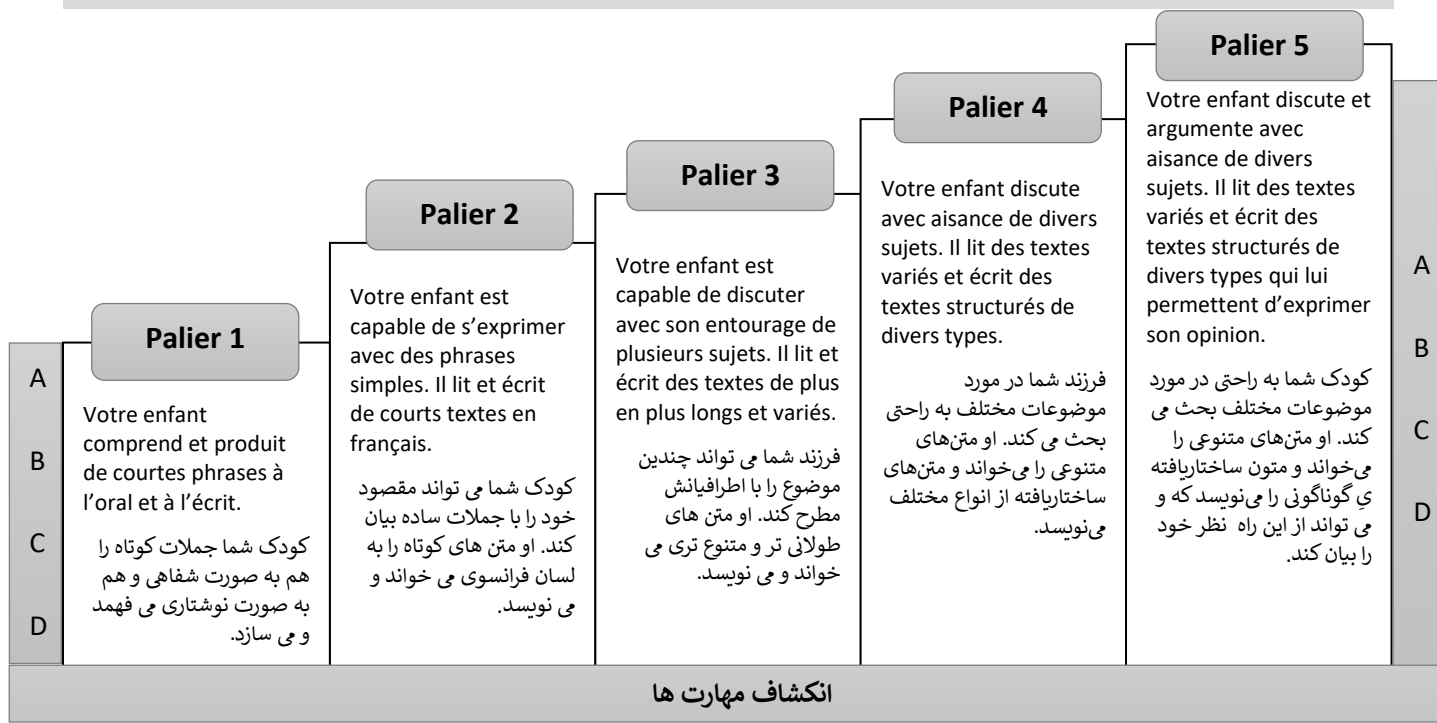 Palier 1
Votre enfant
comprend et produit
de courtes phrases à
l’oral et à l’écrit.
کودک شما جملات کوتاه را
هم به صورت شفاهی و هم
به صورت نوشتاری می فهمد
و می سازد.
Palier 2
Votre enfant est
capable de s’exprimer
avec des phrases
simples. Il lit et écrit
de courts textes en
français.
کودک شما می تواند مقصود
خود را با جملات ساده بیان
کند. او متن های کوتاه را به
لسان فرانسوی می خواند و
می نویسد.
Palier 3
Votre enfant est
capable de discuter
avec son entourage de
plusieurs sujets. Il lit et
écrit des textes de plus
en plus longs et variés.
فرزند شما می تواند چندین
موضوع را با اطرافیانش
مطرح کند. او متن های
طولانی تر و متنوع تری می
خواند و می نویسد.
Palier 4
Votre enfant discute
avec aisance de divers
sujets. Il lit des textes
variés et écrit des
textes structurés de
divers types.
فرزند شما در مورد
موضوعات مختلف به راحتی
بحث می کند. او متن‌های
متنوعی را می‌خواند و متن‌های
ساختاریافته از انواع مختلف
می‌نویسد.
Palier 5
Votre enfant discute et
argumente avec
aisance de divers
sujets. Il lit des textes
variés et écrit des
textes structurés de
divers types qui lui
permettent d’exprimer
son opinion.
کودک شما به راحتی در مورد
موضوعات مختلف بحث می
کند. او متن‌های متنوعی را
می‌خواند و متون ساختاریافته
یِ گوناگونی را می‌نویسد که و
می تواند از این راه نظر خود
را بیان کند.
A
B
C
D
A
B
C
D
انکشاف مهارت ها